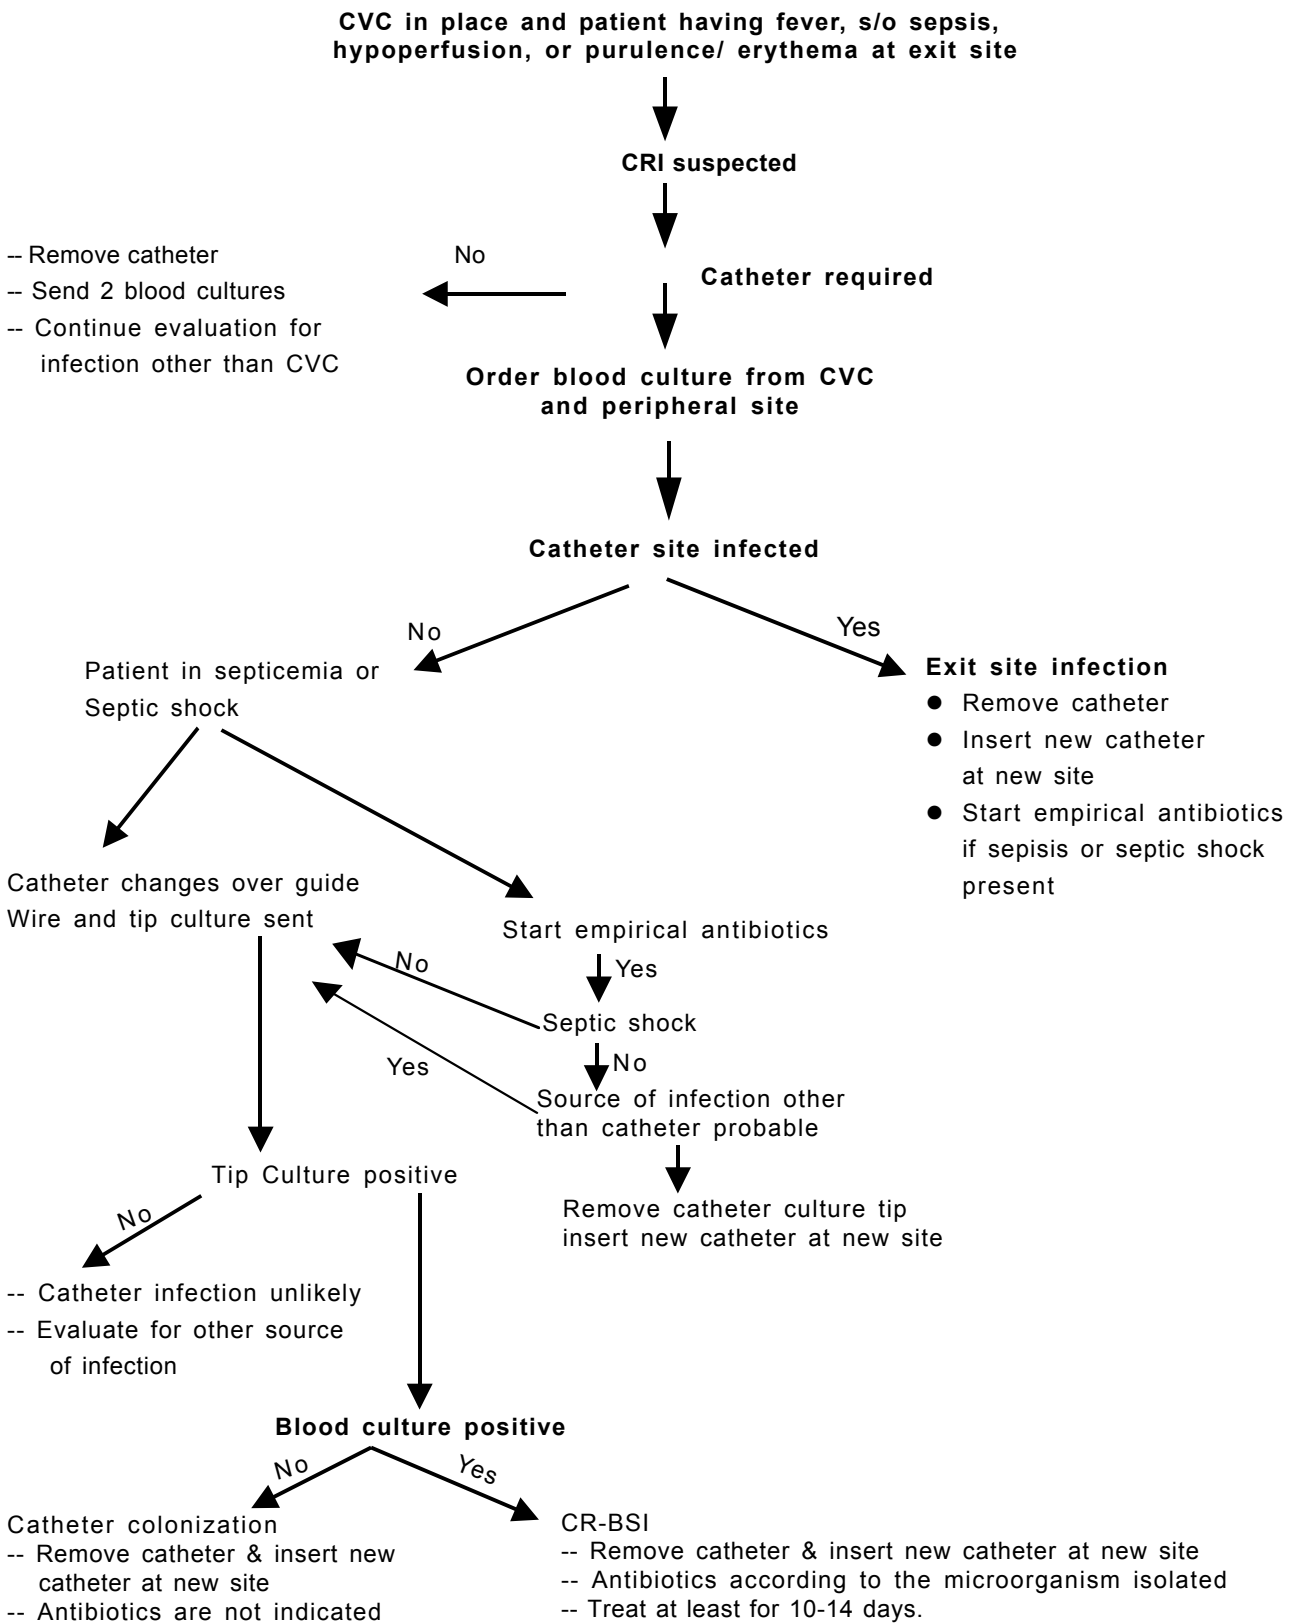 CVC in place and patient having fever, s/o sepsis,
hypoperfusion, or purulence/ erythema at exit site
CRI suspected
No
Catheter required
-- Remove catheter
-- Send 2 blood cultures
-- Continue evaluation for
infection other than CVC
Order blood culture from CVC
and peripheral site
Catheter site infected
No
Yes
Patient in septicemia or
Septic shock
Exit site infection
● Remove catheter
● Insert new catheter
at new site
● Start empirical antibiotics
if sepisis or septic shock
present
Catheter changes over guide
Wire and tip culture sent
Start empirical antibiotics
No
Yes
Septic shock
Yes
No
Source of infection other
than catheter probable
Tip Culture positive
Remove catheter culture tip
insert new catheter at new site
No
-- Catheter infection unlikely
-- Evaluate for other source
of infection
Blood culture positive
No
Yes
Catheter colonization
-- Remove catheter & insert new
catheter at new site
-- Antibiotics are not indicated
CR-BSI
-- Remove catheter & insert new catheter at new site
-- Antibiotics according to the microorganism isolated
-- Treat at least for 10-14 days.